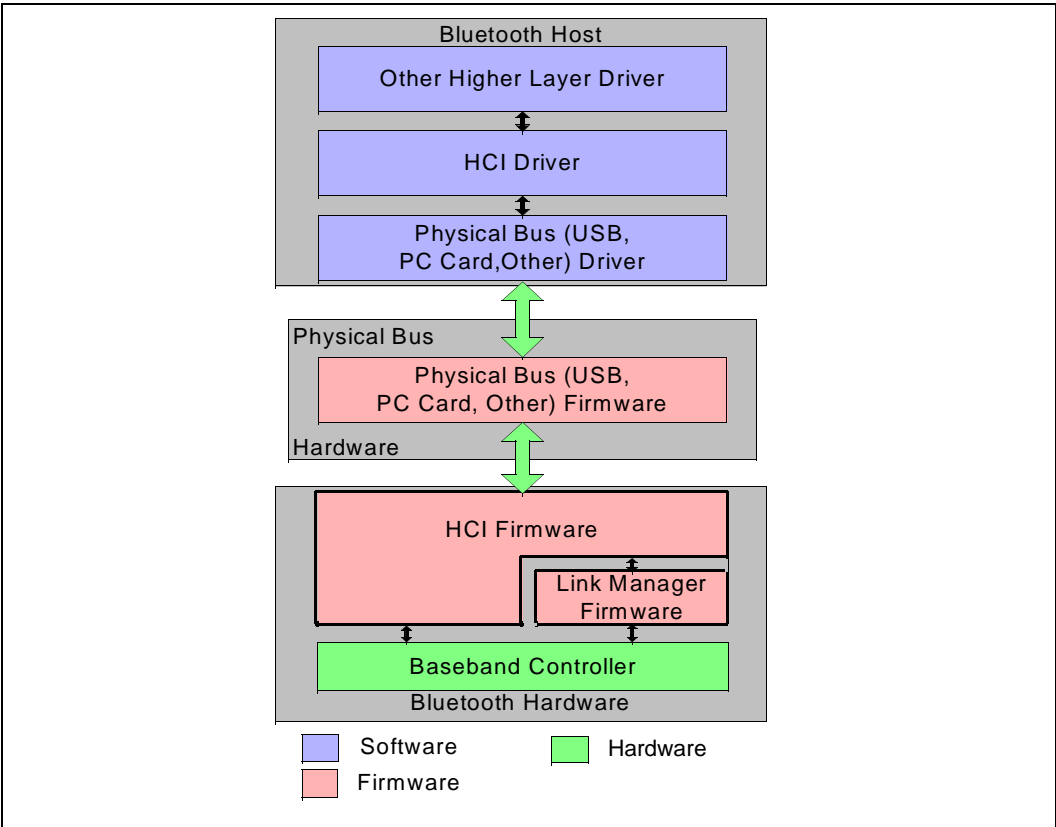 Bluetooth Host
Other Higher Layer Driver
HCI Driver
Physical Bus (USB,
PC Card,Other) Driver
Physical Bus
Physical Bus (USB,
PC Card, Other) Firmware
Hardware
HCI Firmware
Link Manager
Firmware
Baseband Controller
Bluetooth Hardware
Software
Hardware
Firmware